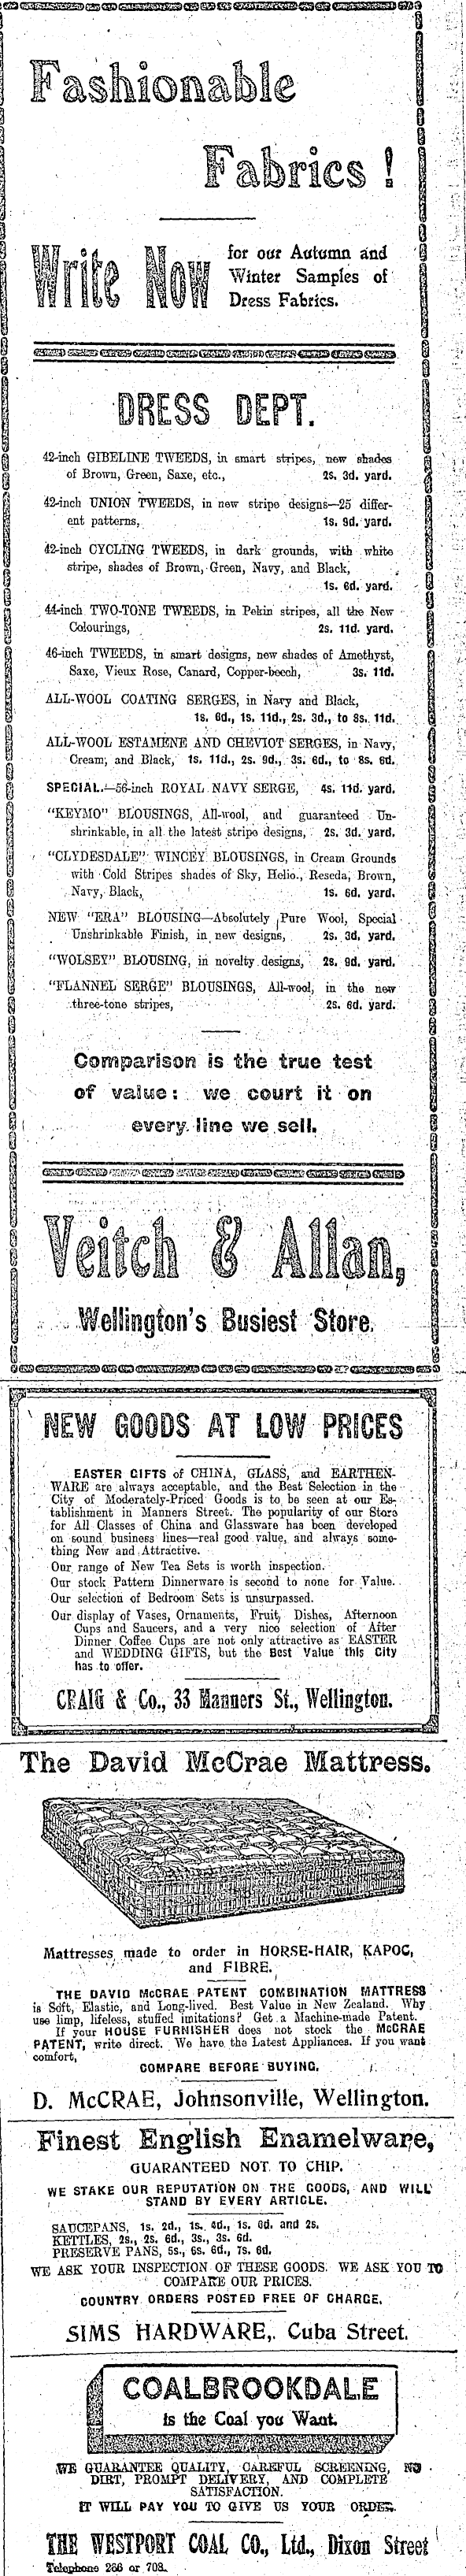 Fashionable
Fabrics !
Write Now
for our Autumn and
Winter Samples of
Dress Fabrics.
DRESS DEPT.
42-inch GIBELINE TWEEDS, in smart stripes, new shades
of Brown, Green, Saxe, etc., 2s. 3d. yard.
42-inch UNION TWEEDS, in new stripe designs—25 differ-
ent patterns, 1s. 9d. yard.
42-inch CYCLING TWEEDS, in dark grounds, with white
stripe, shades of Brown, Green, Navy, and Black,
1s. 6d. yard.
44-inch TWO-TONE TWEEDS, in Pekin stripes, all the New
Colourings, 2s. 11d. yard.
46-inch TWEEDS, in smart designs, new shades of Amethyst,
Saxe, Vieux Rose, Canard, Copper-beech, 3s. 11d.
ALL-WOOL COATING SERGES, in Navy and Black,
1s. 6d., 1s. 11d., 2s. 3d., to 8s. 11d.
ALL-WOOL ESTAMENE AND CHEVIOT SERGES, in Navy,
Cream, and Black, 1s. 11d., 2s. 9d., 3s. 6d., to 8s. 6d.
SPECIAL.—56-inch ROYAL NAVY SERGE, 4s. 11d. yard.
"KEYMO" BLOUSINGS, All-wool, and guaranteed Un-
shrinkable, in all the latest stripe designs, 2s. 3d. yard.
"CLYDESDALE" WINCEY BLOUSINGS, in Cream Grounds
with Cold Stripes shades of Sky, Helio., Reseda, Brown,
Navy, Black, 1s. 6d. yard.
NEW "ERA" BLOUSING—Absolutely Pure Wool, Special
Unshrinkable Finish, in new designs, 2s. 3d. yard.
"WOLSEY" BLOUSING, in novelty designs, 2s. 9d. yard.
"FLANNEL SERGE" BLOUSINGS, All-wool, in the new
three-tone stripes, 2s. 6d. yard.
Comparison is the true test
of value: we court it on
every line we sell.
Veitch & Allan,
Wellington's Busiest Store.
NEW GOODS AT LOW PRICES
EASTER GIFTS of CHINA, GLASS, and EARTHEN-
WARE are always acceptable, and the Best Selection in the
City of Moderately-Priced Goods is to be seen at our Es-
tablishment in Manners Street. The popularity of our Store
for All Classes of China and Glassware has been developed
on sound business lines—real good value, and always some-
thing New and Attractive.
Our range of New Tea Sets is worth inspection.
Our stock Pattern Dinnerware is second to none for Value.
Our selection of Bedroom Sets is unsurpassed.
Our display of Vases, Ornaments, Fruit, Dishes, Afternoon
Cups and Saucers, and a very nice selection of After
Dinner Coffee Cups are not only attractive as EASTER
and WEDDING GIFTS, but the Best Value this City
has to offer.
CRAIG & Co., 33 Manners St., Wellington.
The David McCrae Mattress.
Mattresses made to order in HORSE-HAIR, KAPOC,
and FIBRE.
THE DAVID McCRAE PATENT COMBINATION MATTRESS
is Soft, Elastic, and Long-lived. Best Value in New Zealand. Why
use limp, lifeless, stuffed imitations? Get a Machine-made Patent.
If your HOUSE FURNISHER does not stock the McCRAE
PATENT, write direct. We have the Latest Appliances. If you want
comfort,
COMPARE BEFORE BUYING.
D. McCRAE, Johnsonville, Wellington.
Finest English Enamelware,
GUARANTEED NOT TO CHIP.
WE STAKE OUR REPUTATION ON THE GOODS, AND WILL
STAND BY EVERY ARTICLE.
SAUCEPANS, 1s. 2d., 1s. 4d., 1s. 6d. and 2s.
KETTLES, 2s., 2s. 6d., 3s., 3s. 6d.
PRESERVE PANS, 5s., 6s. 6d., 7s. 6d.
WE ASK YOUR INSPECTION OF THESE GOODS. WE ASK YOU TO
COMPARE OUR PRICES.
COUNTRY ORDERS POSTED FREE OF CHARGE.
SIMS HARDWARE, Cuba Street.
COALBROOKDALE
is the Coal you Want.
WE GUARANTEE QUALITY, CAREFUL SCREENING, NO
DIRT, PROMPT DELIVERY, AND COMPLETE
SATISFACTION.
IT WILL PAY YOU TO GIVE US YOUR ORDER.
THE WESTPORT COAL CO., Ltd., Dixon Street
Telephone 286 or 703.